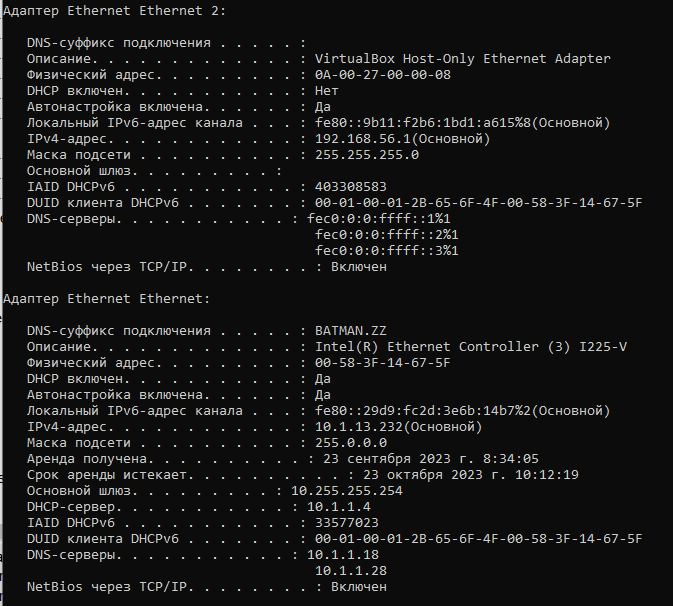 Адаптер Ethernet Ethernet 2:
DNS-суффикс подключения . . . . . :
Описание. . . . . . . . . . . . . : VirtualBox Host-Only Ethernet Adapter
Физический адрес. . . . . . . . . : 0A-00-27-00-00-08
DHCP включен. . . . . . . . . . . : Нет
Автонастройка включена. . . . . . : Да
Локальный IPv6-адрес канала . . . : fe80::9b11:f2b6:1bd1:a615%8(Основной)
IPv4-адрес. . . . . . . . . . . . : 192.168.56.1(Основной)
Маска подсети . . . . . . . . . . : 255.255.255.0
Основной шлюз. . . . . . . . . :
IAID DHCPv6 . . . . . . . . . . . : 403308583
DUID клиента DHCPv6 . . . . . . . : 00-01-00-01-2B-65-6F-4F-00-58-3F-14-67-5F
DNS-серверы. . . . . . . . . . . : fec0:0:0:ffff::1%1
fec0:0:0:ffff::2%1
fec0:0:0:ffff::3%1
NetBios через TCP/IP. . . . . . . . : Включен
Адаптер Ethernet Ethernet:
DNS-суффикс подключения . . . . . : BATMAN.ZZ
Описание. . . . . . . . . . . . . : Intel(R) Ethernet Controller (3) I225-V
Физический адрес. . . . . . . . . : 00-58-3F-14-67-5F
DHCP включен. . . . . . . . . . . : Да
Автонастройка включена. . . . . . : Да
Локальный IPv6-адрес канала . . . : fe80::29d9:fc2d:3e6b:14b7%2(Основной)
IPv4-адрес. . . . . . . . . . . . : 10.1.13.232(Основной)
Маска подсети . . . . . . . . . . : 255.0.0.0
Аренда получена. . . . . . . . . . : 23 сентября 2023 г. 8:34:05
Срок аренды истекает. . . . . . . . . . : 23 октября 2023 г. 10:12:19
Основной шлюз. . . . . . . . . : 10.255.255.254
DHCP-сервер. . . . . . . . . . . : 10.1.1.4
IAID DHCPv6 . . . . . . . . . . . : 33577023
DUID клиента DHCPv6 . . . . . . . : 00-01-00-01-2B-65-6F-4F-00-58-3F-14-67-5F
DNS-серверы. . . . . . . . . . . : 10.1.1.18
10.1.1.28
NetBios через TCP/IP. . . . . . . . : Включен